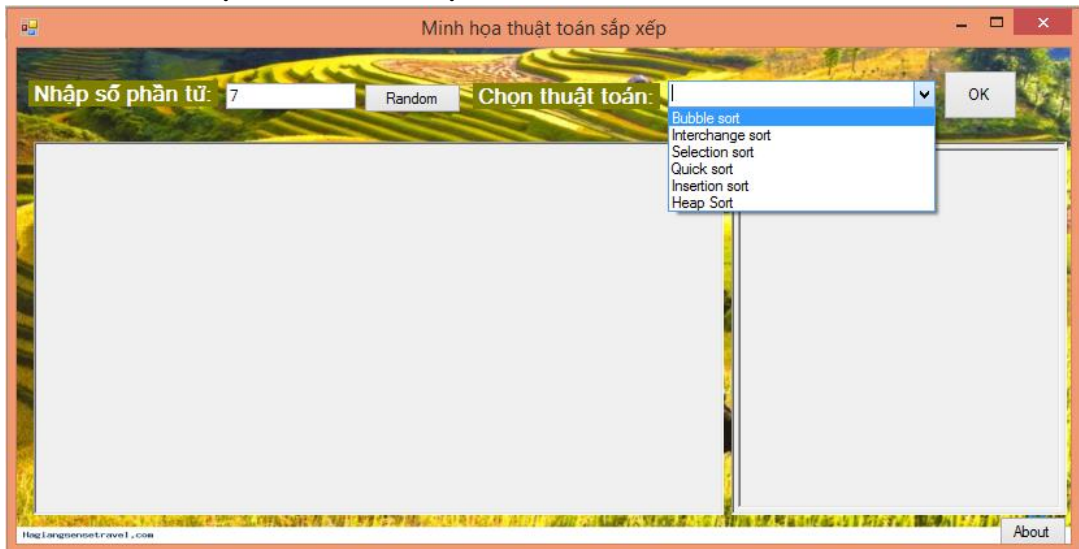 Minh họa thuật toán sắp xếp
Nhập số phần tử: 7 Random Chọn thuật toán: OK
Bubble sort
Interchange sort
Selection sort
Quick sort
Insertion sort
Heap Sort
Hagiangsensetravel.com
About